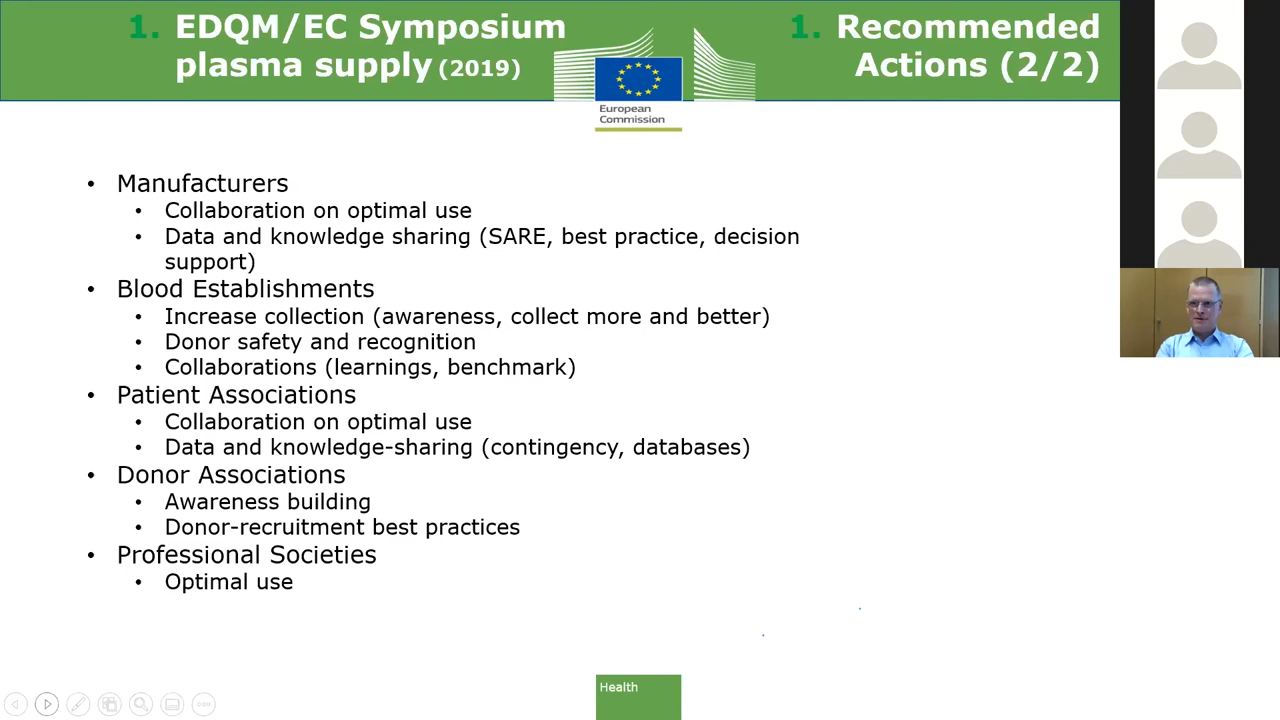 1. EDQM/EC Symposium
plasma supply (2019)
1. Recommended
Actions (2/2)
European
Commission
• Manufacturers
• Collaboration on optimal use
• Data and knowledge sharing (SARE, best practice, decision
support)
• Blood Establishments
• Increase collection (awareness, collect more and better)
• Donor safety and recognition
• Collaborations (learnings, benchmark)
• Patient Associations
• Collaboration on optimal use
• Data and knowledge-sharing (contingency, databases)
• Donor Associations
• Awareness building
• Donor-recruitment best practices
• Professional Societies
• Optimal use
Health